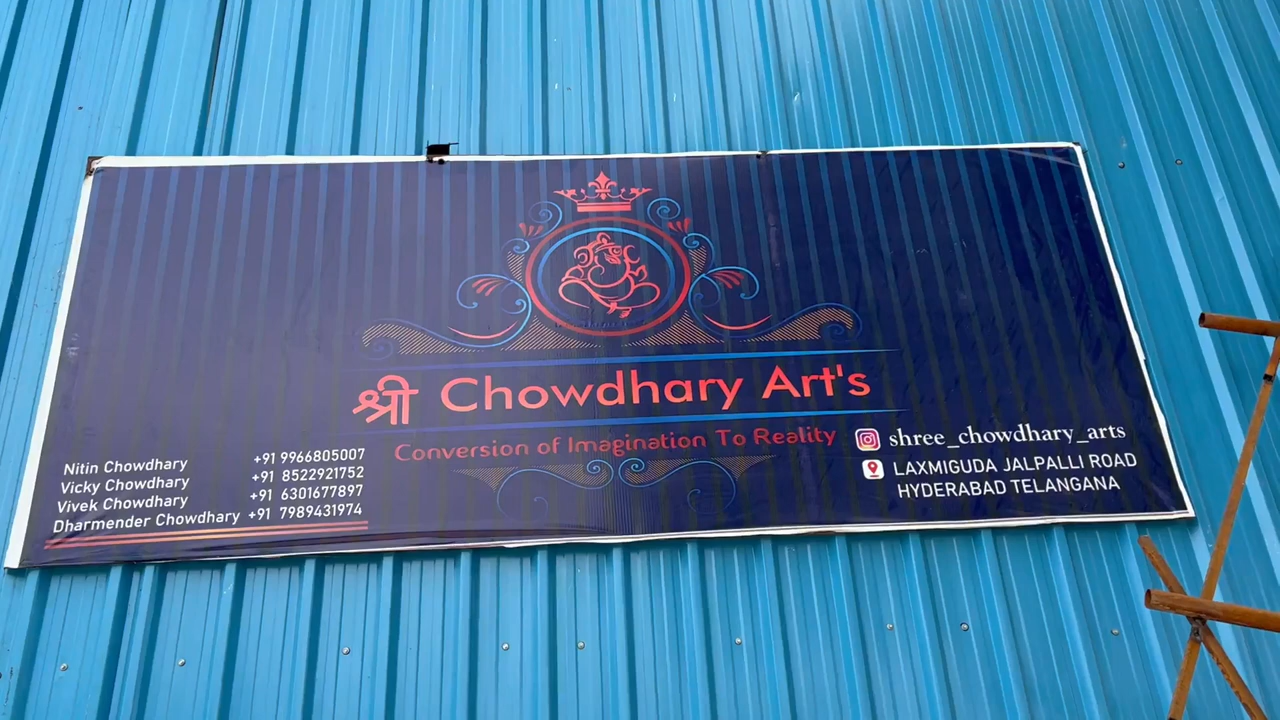 श्री Chowdhary Art's
Conversion of Imagination To Reality
Nitin Chowdhary +91 9966805007
Vicky Chowdhary +91 8522921752
Vivek Chowdhary +91 6301677897
Dharmender Chowdhary +91 7989431974
shree_chowdhary_arts
LAXMIGUDA JALPALLI ROAD
HYDERABAD TELANGANA